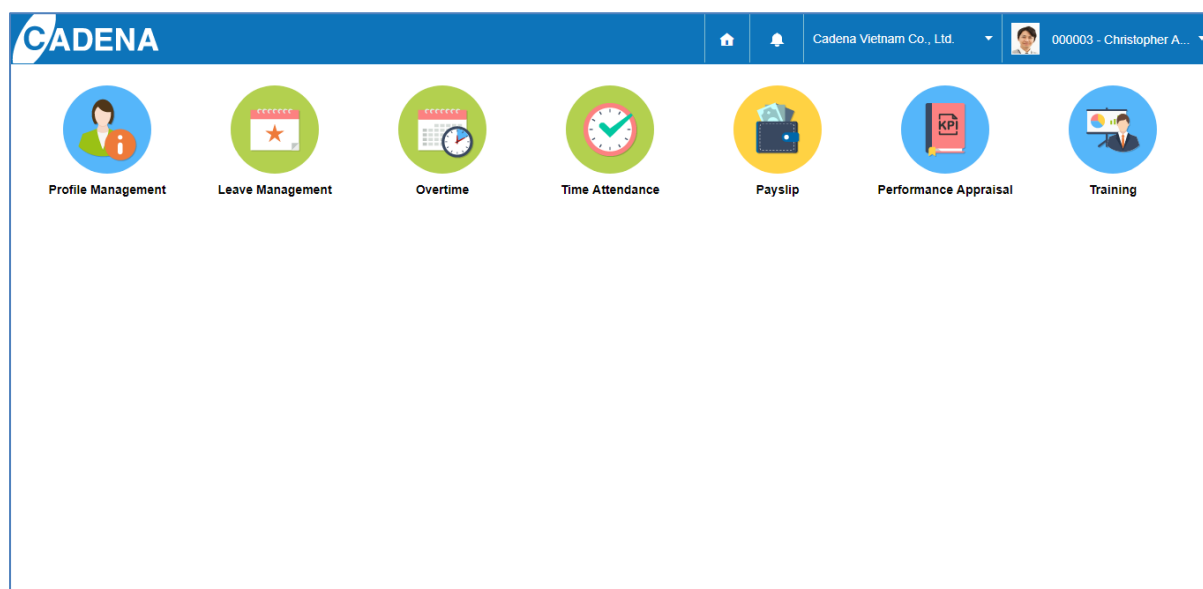 CADENA
Cadena Vietnam Co., Ltd.
000003 - Christopher A...
KPI
Profile Management
Leave Management
Overtime
Time Attendance
Payslip
Performance Appraisal
Training